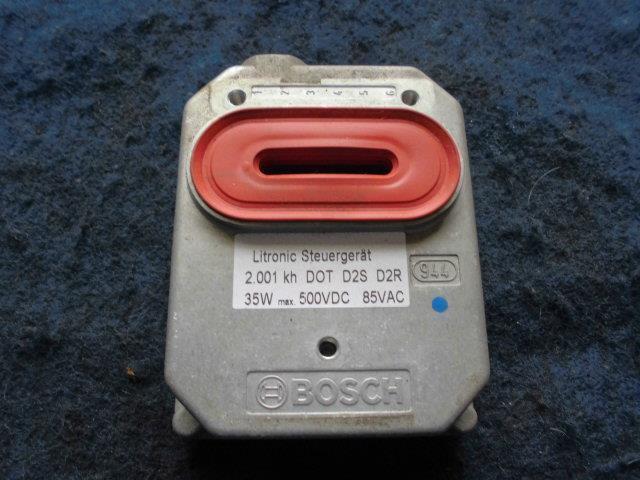 1 2 3 4 5 6
Litronic Steuergerät
2.001 kh DOT D2S D2R
35W max. 500VDC 85VAC
944
BOSCH